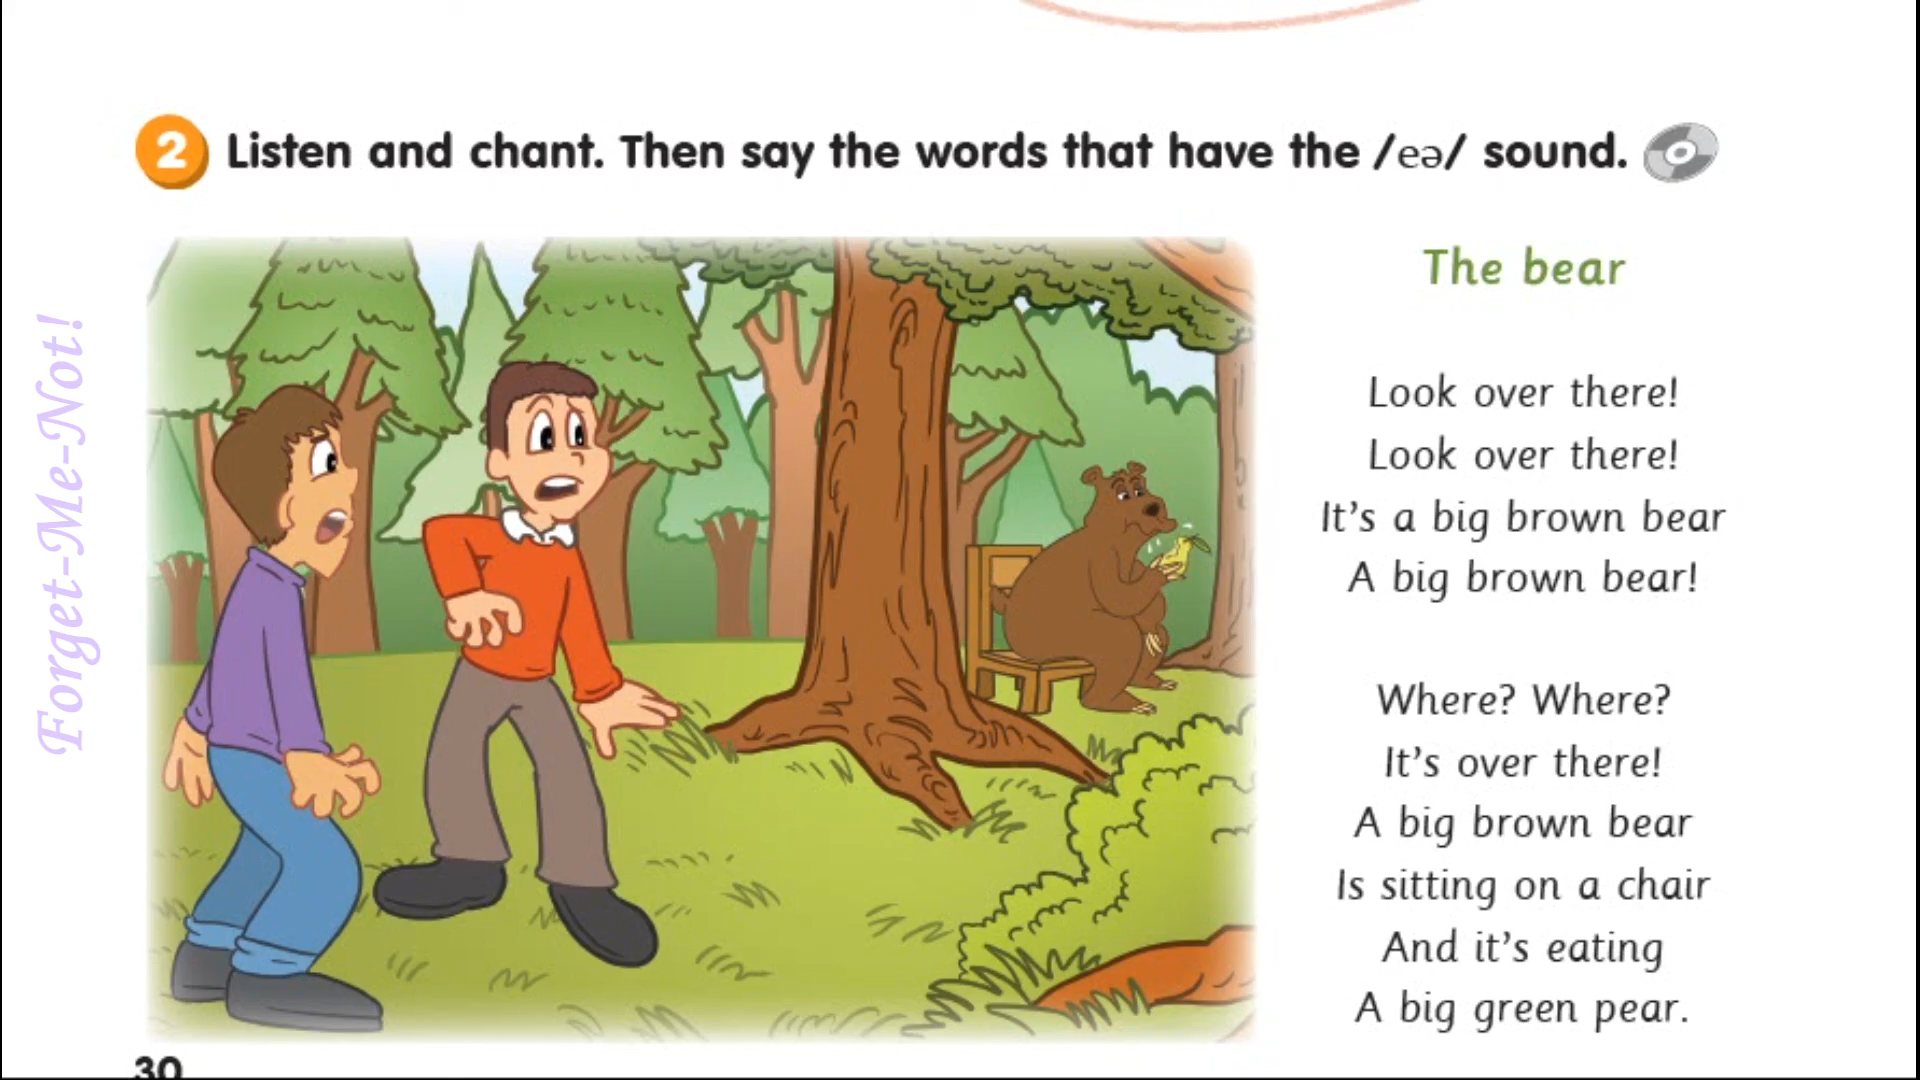 2 Listen and chant. Then say the words that have the /eə/ sound.
Forget-Me-Not!
The bear
Look over there!
Look over there!
It's a big brown bear
A big brown bear!
Where? Where?
It's over there!
A big brown bear
Is sitting on a chair
And it's eating
A big green pear.
30